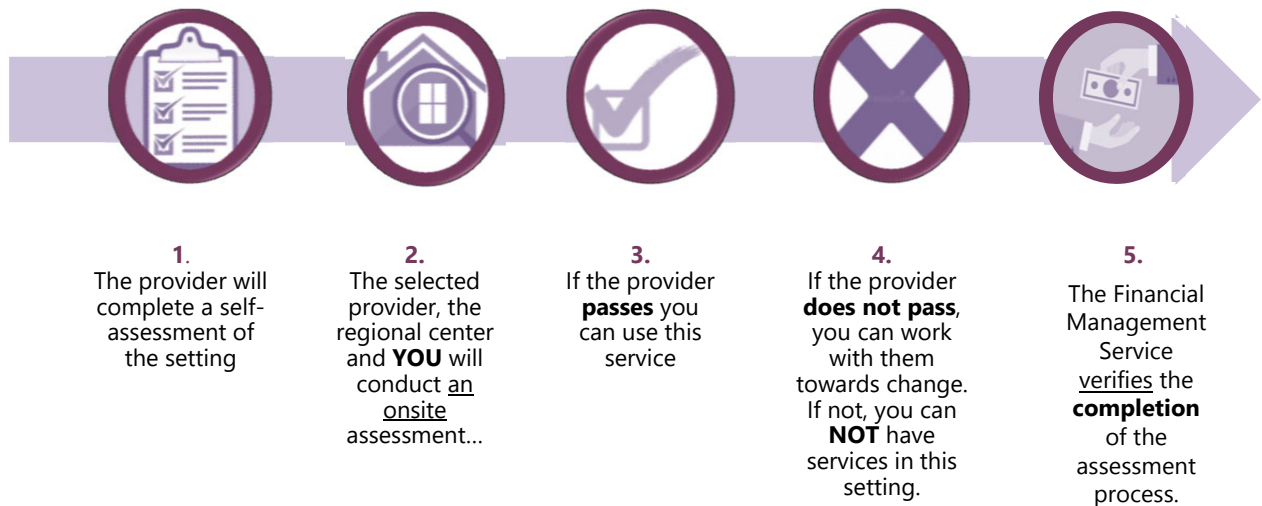 1.
The provider will
complete a self-
assessment of
the setting
2.
The selected
provider, the
regional center
and YOU will
conduct an
onsite
assessment...
3.
If the provider
passes you
can use this
service
4.
If the provider
does not pass,
you can work
with them
towards change.
If not, you can
NOT have
services in this
setting.
5.
The Financial
Management
Service
verifies the
completion
of the
assessment
process.